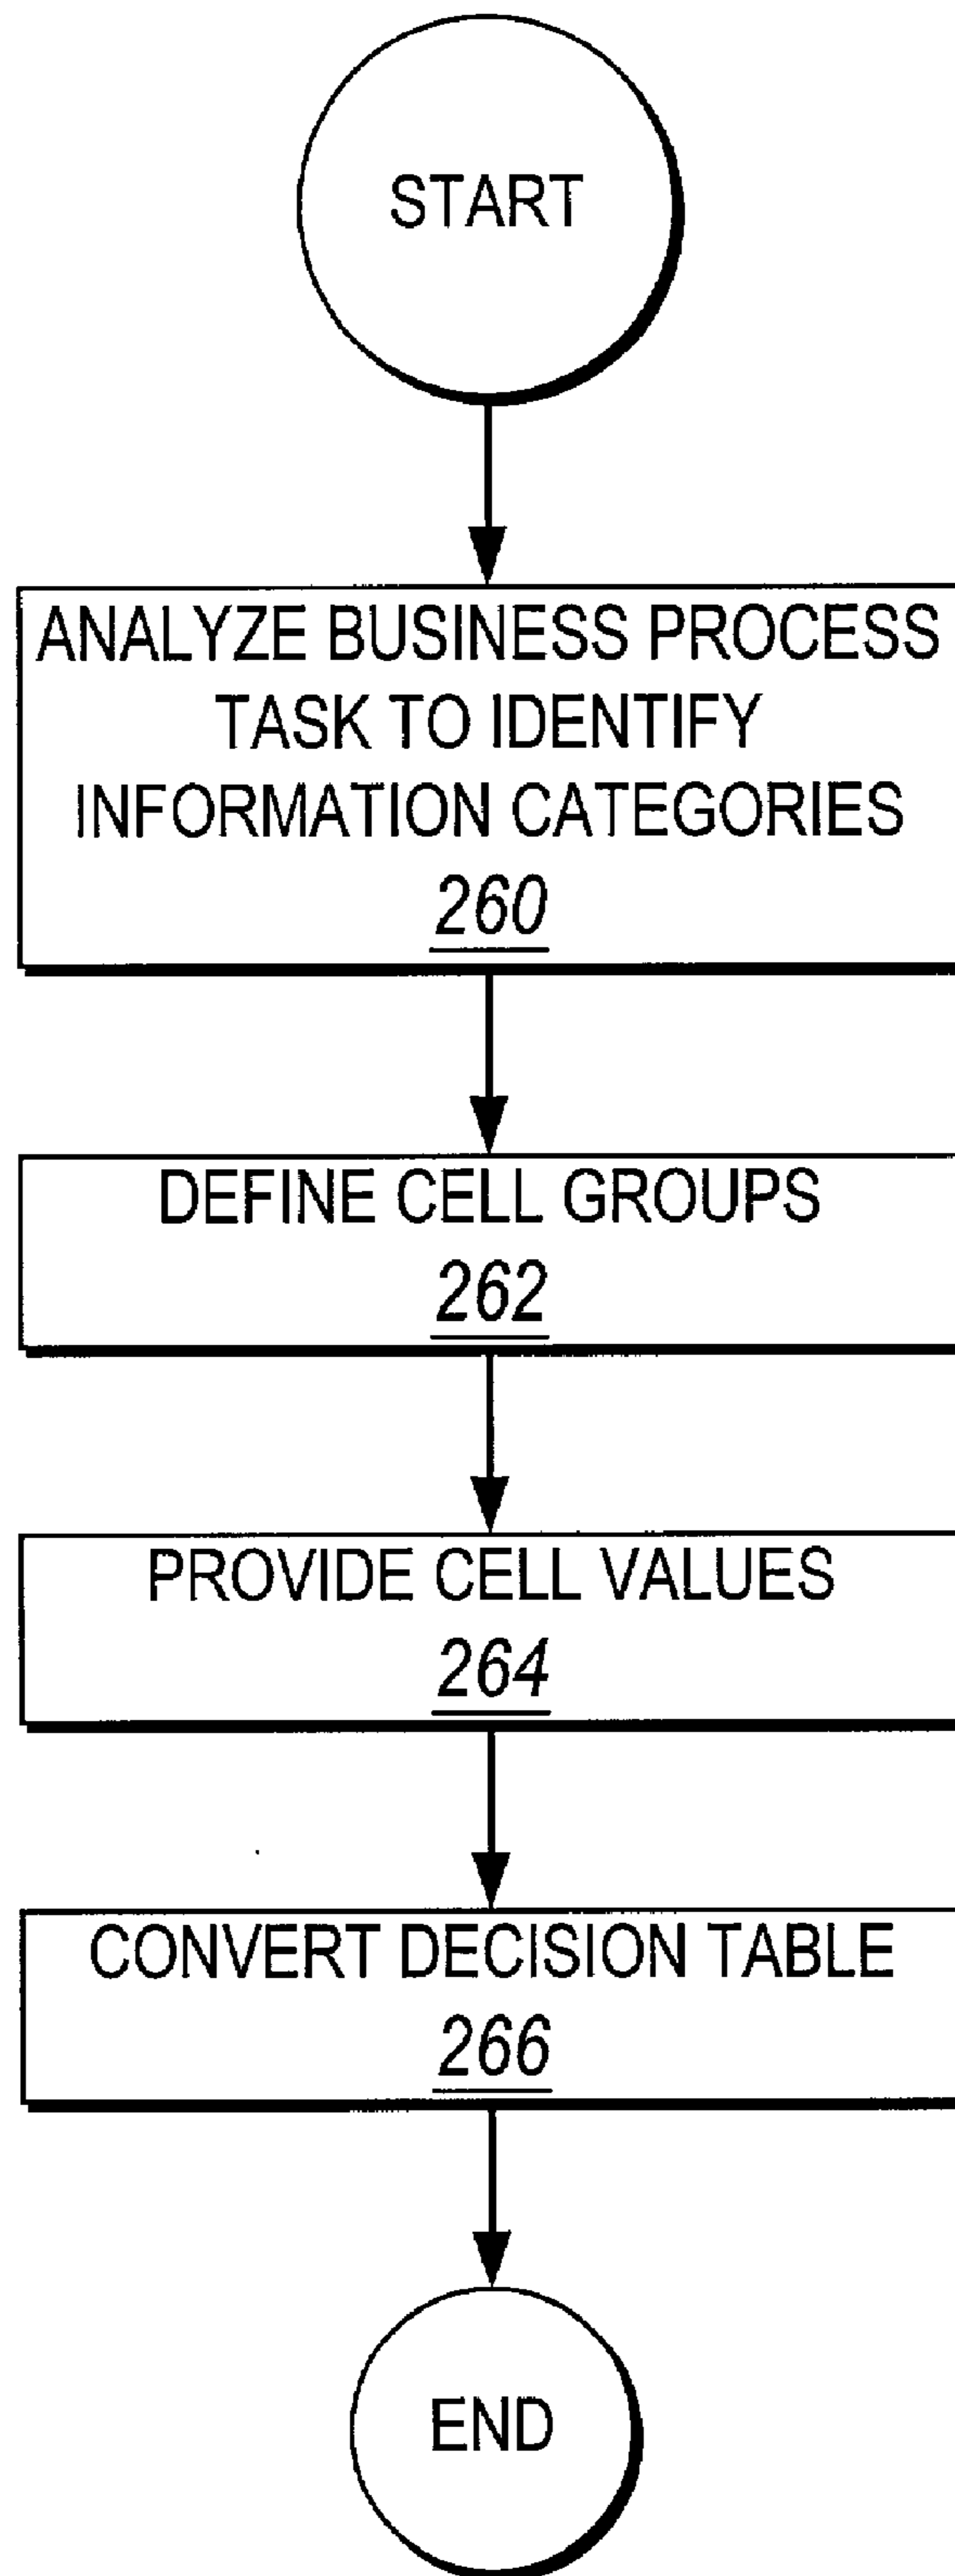 START
ANALYZE BUSINESS PROCESS
TASK TO IDENTIFY
INFORMATION CATEGORIES
260
DEFINE CELL GROUPS
262
PROVIDE CELL VALUES
264
CONVERT DECISION TABLE
266
END